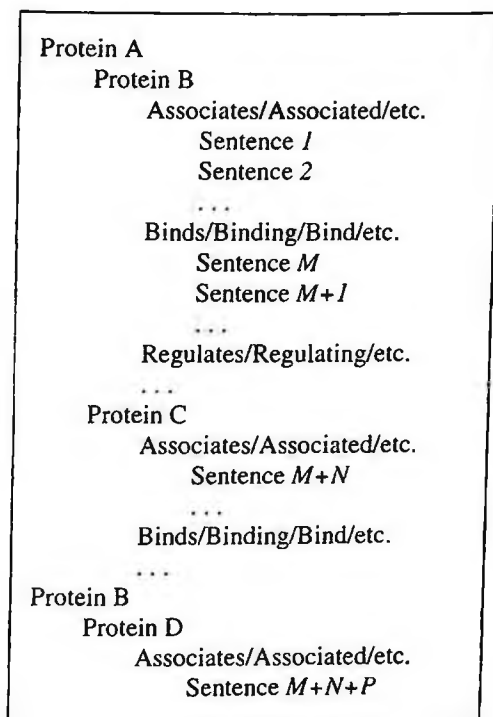 Protein A
Protein B
Associates/Associated/etc.
Sentence 1
Sentence 2
...
Binds/Binding/Bind/etc.
Sentence M
Sentence M+1
...
Regulates/Regulating/etc.
...
Protein C
Associates/Associated/etc.
Sentence M+N
...
Binds/Binding/Bind/etc.
...
Protein B
Protein D
Associates/Associated/etc.
Sentence M+N+P